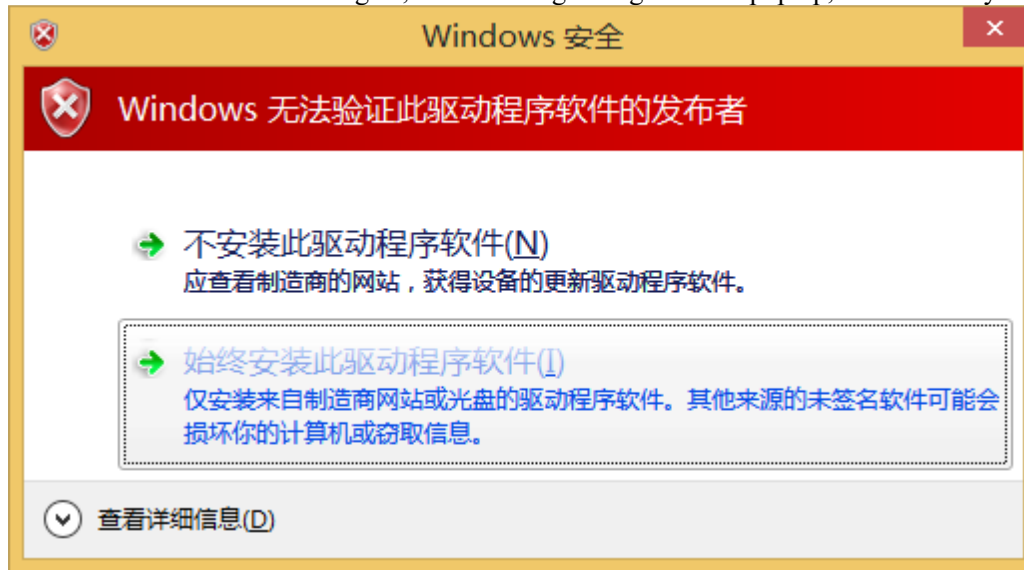 Windows 安全
Windows 无法验证此驱动程序软件的发布者
不安装此驱动程序软件(N)
应查看制造商的网站，获得设备的更新驱动程序软件。
始终安装此驱动程序软件(I)
仅安装来自制造商网站或光盘的驱动程序软件。其他来源的未签名软件可能会
损坏你的计算机或窃取信息。
查看详细信息(D)